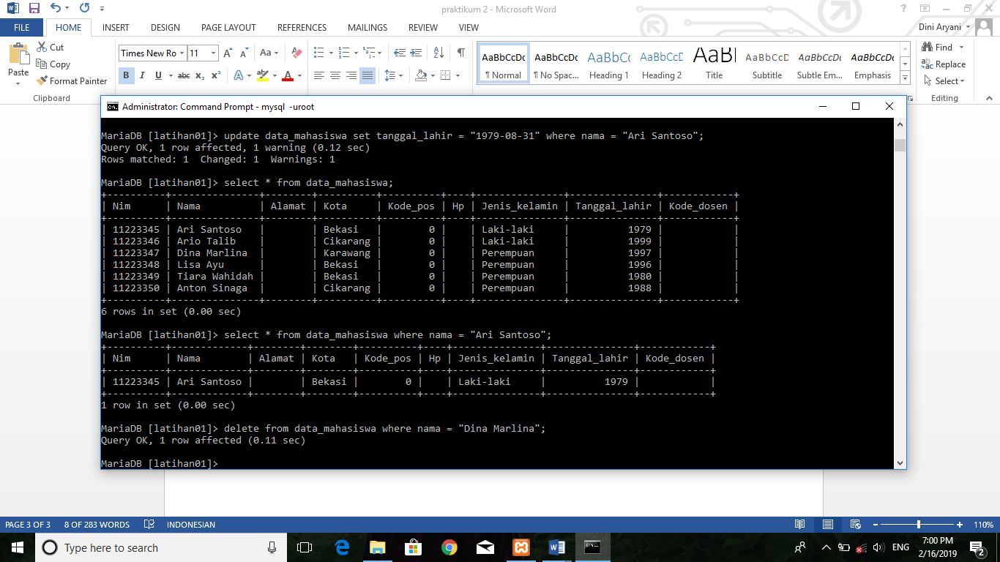 praktikum 2 - Microsoft Word
FILE HOME INSERT DESIGN PAGE LAYOUT REFERENCES MAILINGS REVIEW VIEW Dini Aryani
Paste
Cut
Copy
Format Painter
Clipboard
Times New Ro 11
AaBbCcDc AaBbCcDc AaBbCc AaBbCcD AaBl AaBbCcD AaBbCcDc AaBbCcDc
¶ Normal ¶ No Spac... Heading 1 Heading 2 Title Subtitle Subtle Em... Emphasis
Find
Replace
Select
Editing
Administrator: Command Prompt - mysql -uroot
MariaDB [latihan01]> update data_mahasiswa set tanggal_lahir = "1979-08-31" where nama = "Ari Santoso";
Query OK, 1 row affected, 1 warning (0.12 sec)
Rows matched: 1  Changed: 1  Warnings: 1
MariaDB [latihan01]> select * from data_mahasiswa;
+----------+---------------+--------+----------+----------+----+---------------+---------------+------------+
| Nim      | Nama          | Alamat | Kota     | Kode_pos | Hp | Jenis_kelamin | Tanggal_lahir | Kode_dosen |
+----------+---------------+--------+----------+----------+----+---------------+---------------+------------+
| 11223345 | Ari Santoso   |        | Bekasi   |        0 |    | Laki-laki     |          1979 |            |
| 11223346 | Ario Talib    |        | Cikarang |        0 |    | Laki-laki     |          1999 |            |
| 11223347 | Dina Marlina  |        | Karawang |        0 |    | Perempuan     |          1997 |            |
| 11223348 | Lisa Ayu      |        | Bekasi   |        0 |    | Perempuan     |          1996 |            |
| 11223349 | Tiara Wahidah |        | Bekasi   |        0 |    | Perempuan     |          1980 |            |
| 11223350 | Anton Sinaga  |        | Cikarang |        0 |    | Perempuan     |          1988 |            |
+----------+---------------+--------+----------+----------+----+---------------+---------------+------------+
6 rows in set (0.00 sec)
MariaDB [latihan01]> select * from data_mahasiswa where nama = "Ari Santoso";
+----------+-------------+--------+--------+----------+----+---------------+---------------+------------+
| Nim      | Nama        | Alamat | Kota   | Kode_pos | Hp | Jenis_kelamin | Tanggal_lahir | Kode_dosen |
+----------+-------------+--------+--------+----------+----+---------------+---------------+------------+
| 11223345 | Ari Santoso |        | Bekasi |        0 |    | Laki-laki     |          1979 |            |
+----------+-------------+--------+--------+----------+----+---------------+---------------+------------+
1 row in set (0.00 sec)
MariaDB [latihan01]> delete from data_mahasiswa where nama = "Dina Marlina";
Query OK, 1 row affected (0.11 sec)
MariaDB [latihan01]>
PAGE 3 OF 3 8 OF 283 WORDS INDONESIAN 110%
Type here to search
ENG
7:00 PM
2/16/2019
2